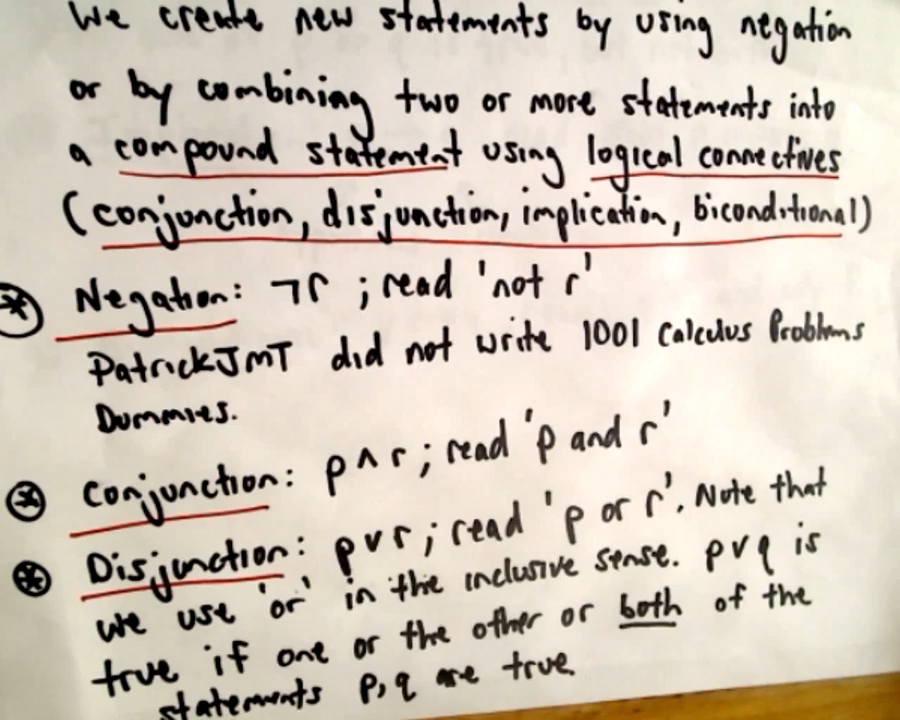 We create new statements by using negation
or by combining two or more statements into
a compound statement using logical connectives
(conjunction, disjunction, implication, biconditional)
* Negation: ¬r ; read 'not r'
PatrickJMT did not write 1001 Calculus Problems
Dummies.
* Conjunction: p ∧ r ; read 'p and r'
* Disjunction: p ∨ r ; read 'p or r'. Note that
we use 'or' in the inclusive sense. p ∨ q is
true if one or the other or both of the
statements p, q are true.